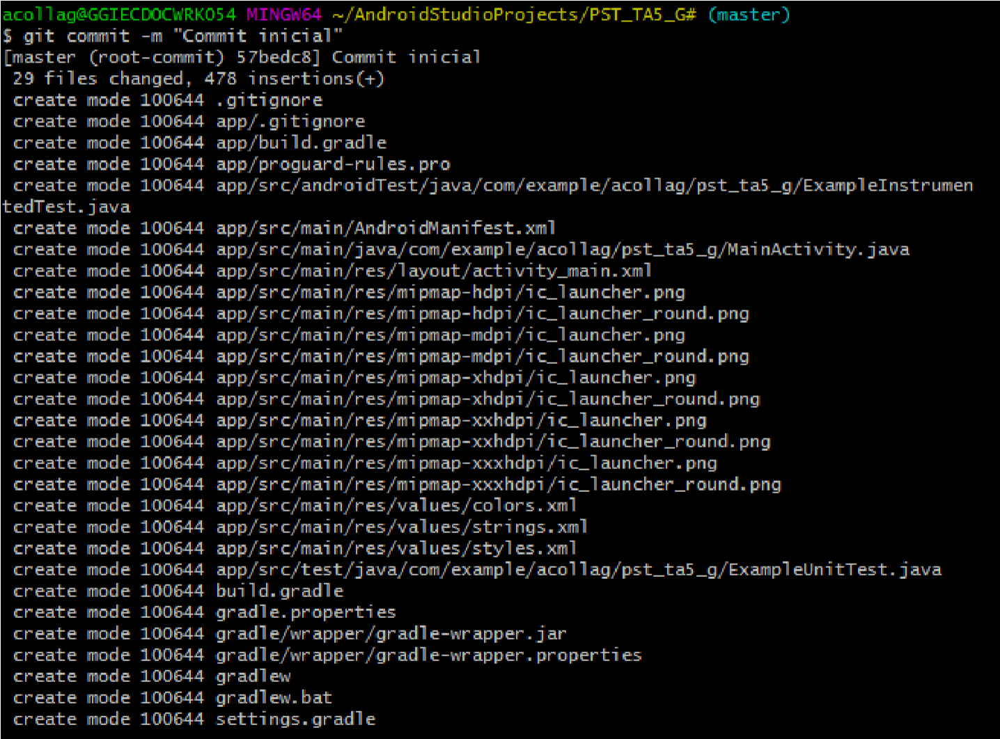 acollag@GGIECDOCWRK054 MINGW64 ~/AndroidStudioProjects/PST_TA5_G# (master)
$ git commit -m "Commit inicial"
[master (root-commit) 57bedc8] Commit inicial
 29 files changed, 478 insertions(+)
 create mode 100644 .gitignore
 create mode 100644 app/.gitignore
 create mode 100644 app/build.gradle
 create mode 100644 app/proguard-rules.pro
 create mode 100644 app/src/androidTest/java/com/example/acollag/pst_ta5_g/ExampleInstrumen
tedTest.java
 create mode 100644 app/src/main/AndroidManifest.xml
 create mode 100644 app/src/main/java/com/example/acollag/pst_ta5_g/MainActivity.java
 create mode 100644 app/src/main/res/layout/activity_main.xml
 create mode 100644 app/src/main/res/mipmap-hdpi/ic_launcher.png
 create mode 100644 app/src/main/res/mipmap-hdpi/ic_launcher_round.png
 create mode 100644 app/src/main/res/mipmap-mdpi/ic_launcher.png
 create mode 100644 app/src/main/res/mipmap-mdpi/ic_launcher_round.png
 create mode 100644 app/src/main/res/mipmap-xhdpi/ic_launcher.png
 create mode 100644 app/src/main/res/mipmap-xhdpi/ic_launcher_round.png
 create mode 100644 app/src/main/res/mipmap-xxhdpi/ic_launcher.png
 create mode 100644 app/src/main/res/mipmap-xxhdpi/ic_launcher_round.png
 create mode 100644 app/src/main/res/mipmap-xxxhdpi/ic_launcher.png
 create mode 100644 app/src/main/res/mipmap-xxxhdpi/ic_launcher_round.png
 create mode 100644 app/src/main/res/values/colors.xml
 create mode 100644 app/src/main/res/values/strings.xml
 create mode 100644 app/src/main/res/values/styles.xml
 create mode 100644 app/src/test/java/com/example/acollag/pst_ta5_g/ExampleUnitTest.java
 create mode 100644 build.gradle
 create mode 100644 gradle.properties
 create mode 100644 gradle/wrapper/gradle-wrapper.jar
 create mode 100644 gradle/wrapper/gradle-wrapper.properties
 create mode 100644 gradlew
 create mode 100644 gradlew.bat
 create mode 100644 settings.gradle